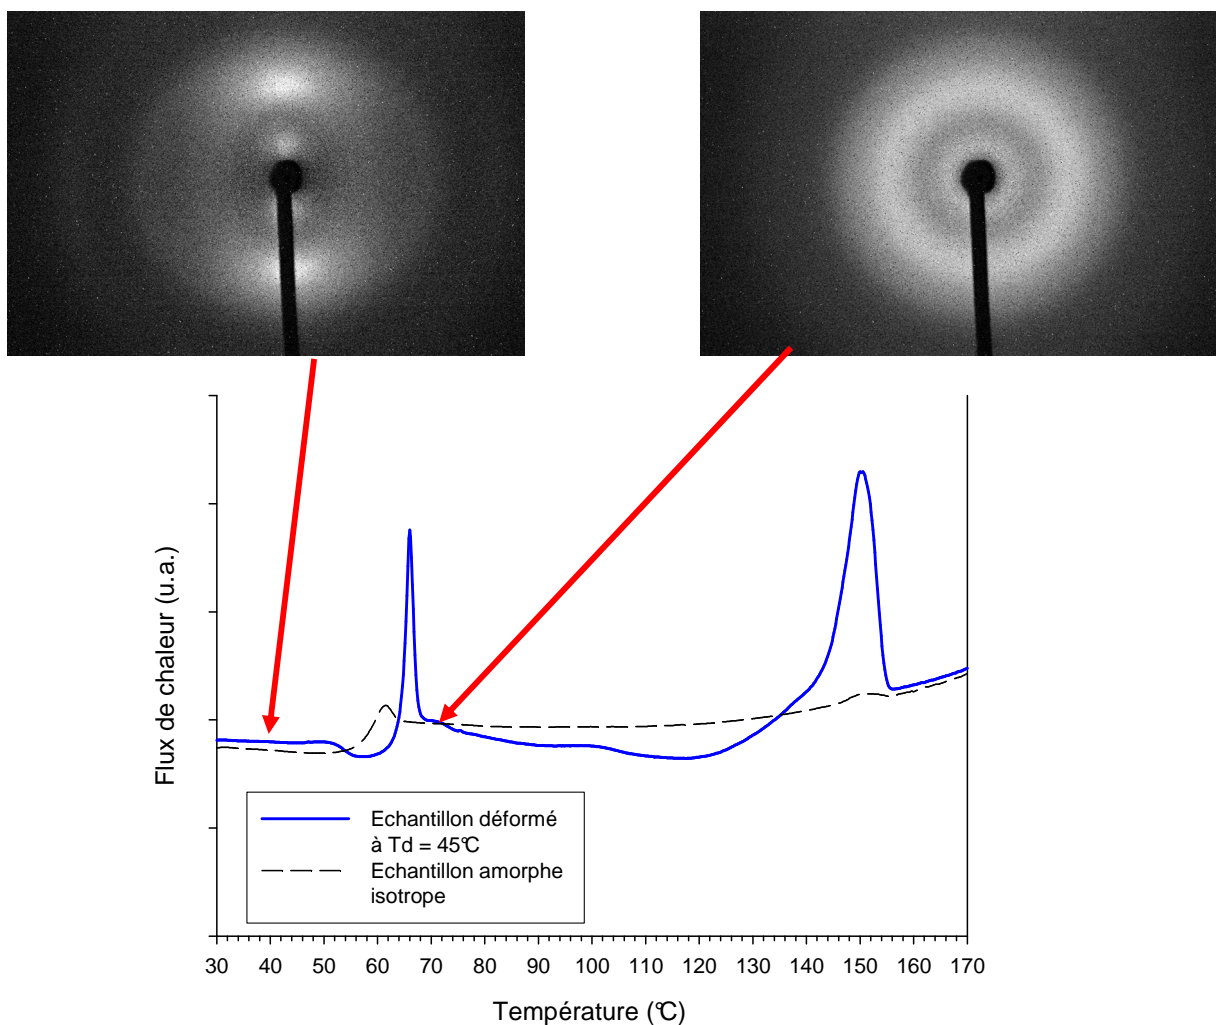 Flux de chaleur (u.a.)
Echantillon déformé
à Td = 45°C
Echantillon amorphe
isotrope
30 40 50 60 70 80 90 100 110 120 130 140 150 160 170
Température (°C)